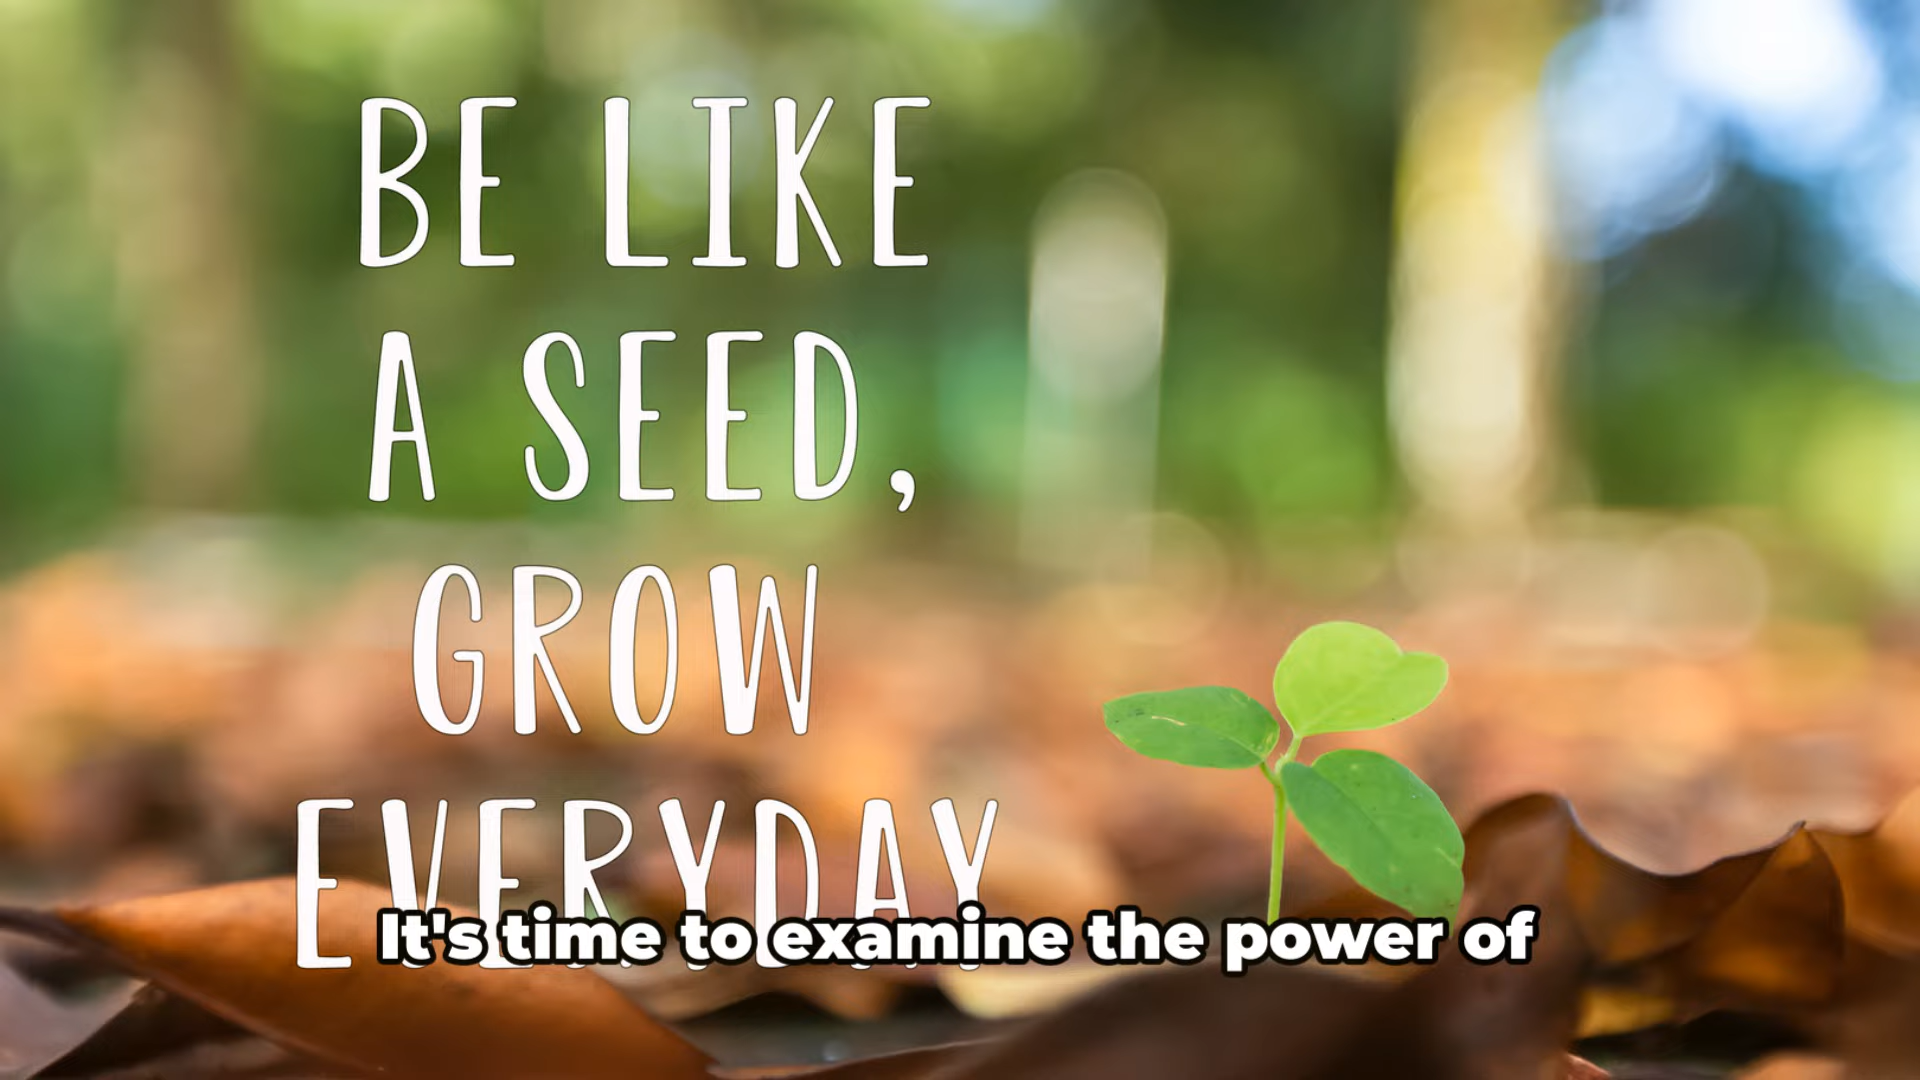 BE LIKE
A SEED,
GROW
EVERYDAY
It's time to examine the power of